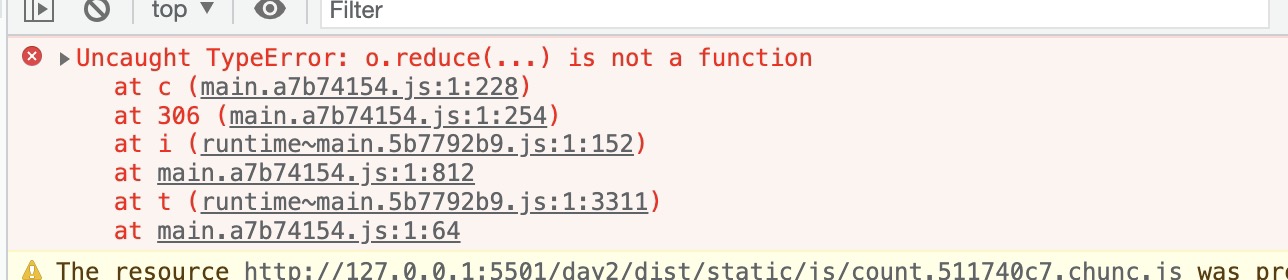 top ▼ Filter
Uncaught TypeError: o.reduce(...) is not a function
at c (main.a7b74154.js:1:228)
at 306 (main.a7b74154.js:1:254)
at i (runtime~main.5b7792b9.js:1:152)
at main.a7b74154.js:1:812
at t (runtime~main.5b7792b9.js:1:3311)
at main.a7b74154.js:1:64
The resource http://127.0.0.1:5501/day2/dist/static/js/count.511740c7.chunc.js was pr